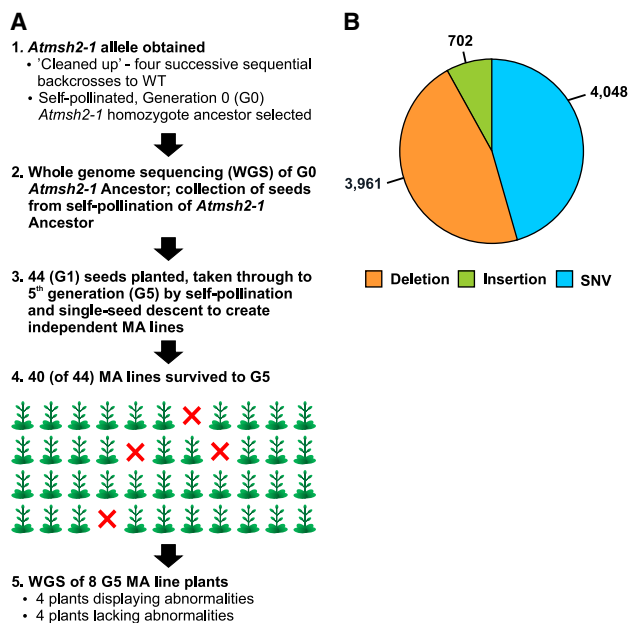 A
1. Atmsh2-1 allele obtained
• 'Cleaned up' - four successive sequential
backcrosses to WT
• Self-pollinated, Generation 0 (G0)
Atmsh2-1 homozygote ancestor selected
2. Whole genome sequencing (WGS) of G0
Atmsh2-1 Ancestor; collection of seeds
from self-pollination of Atmsh2-1
Ancestor
3. 44 (G1) seeds planted, taken through to
5th generation (G5) by self-pollination
and single-seed descent to create
independent MA lines
4. 40 (of 44) MA lines survived to G5
5. WGS of 8 G5 MA line plants
• 4 plants displaying abnormalities
• 4 plants lacking abnormalities
B
702
4,048
3,961
Deletion Insertion SNV